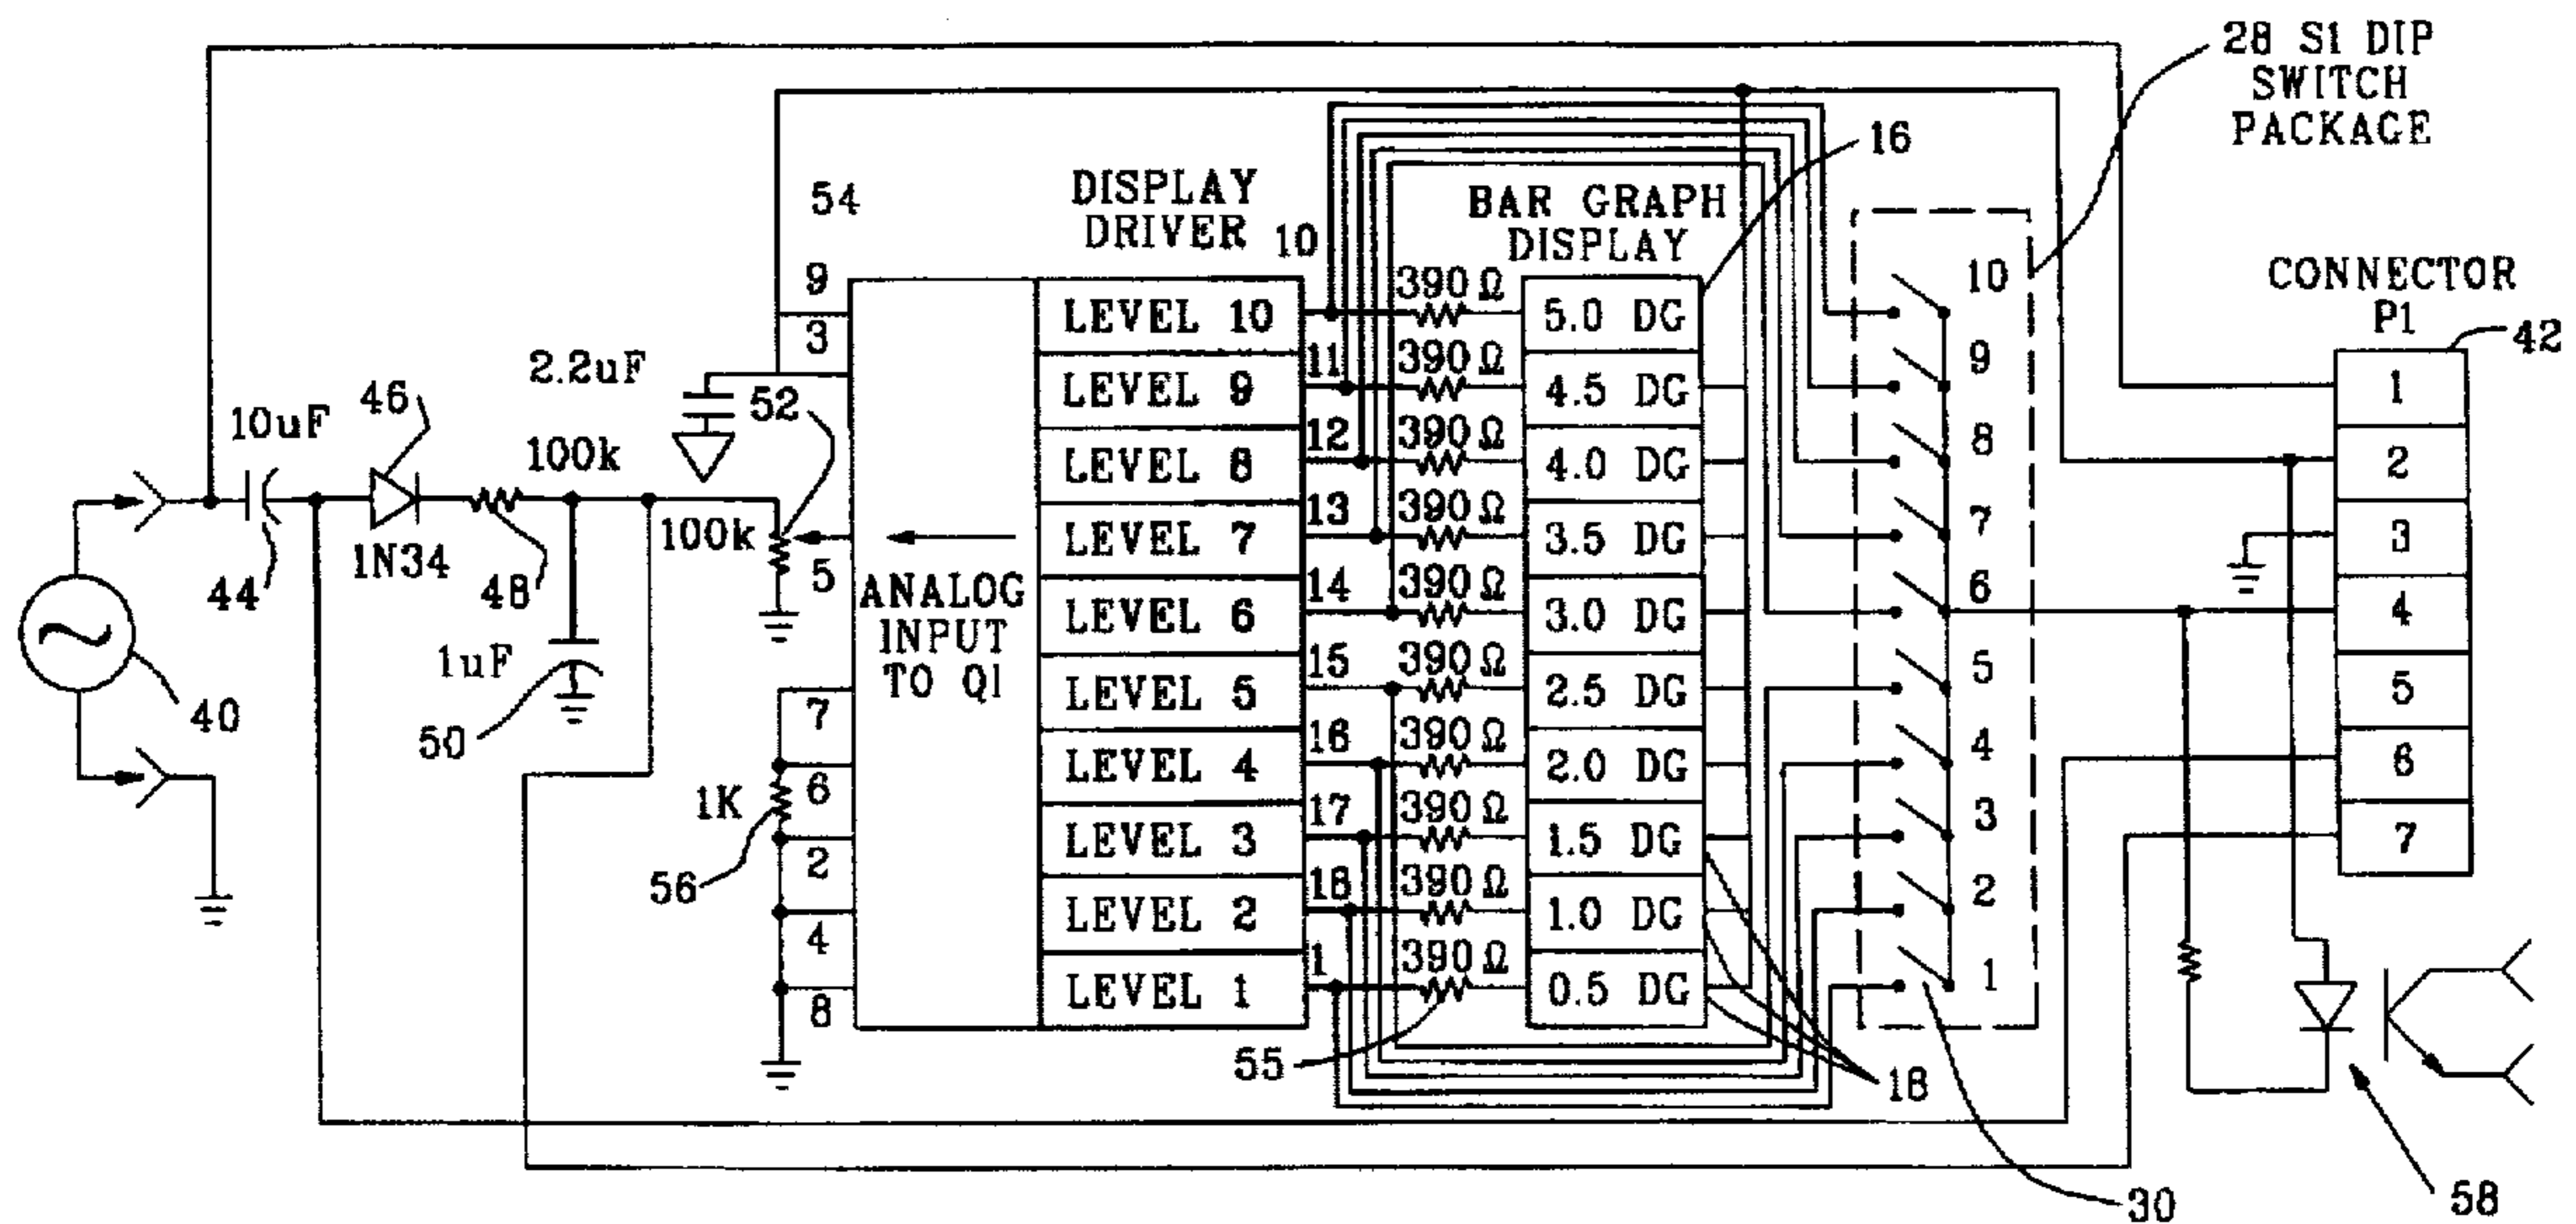 28 S1 DIP
SWITCH
PACKAGE
16
54
DISPLAY
DRIVER
BAR GRAPH
DISPLAY
CONNECTOR
P1
42
10
9
3
LEVEL 10
390 Ω
5.0 DG
10
2.2uF
52
11
LEVEL 9
390 Ω
4.5 DG
9
1
46
10uF
100k
12
LEVEL 8
390 Ω
4.0 DG
8
2
44
1N34
48
100k
5
13
LEVEL 7
390 Ω
3.5 DG
7
3
ANALOG
INPUT
TO Q1
14
LEVEL 6
390 Ω
3.0 DG
6
4
40
1uF
50
7
15
LEVEL 5
390 Ω
2.5 DG
5
5
1K
56
6
16
LEVEL 4
390 Ω
2.0 DG
4
6
2
17
LEVEL 3
390 Ω
1.5 DG
3
7
4
18
LEVEL 2
390 Ω
1.0 DG
2
8
1
LEVEL 1
390 Ω
0.5 DG
1
55
18
30
58